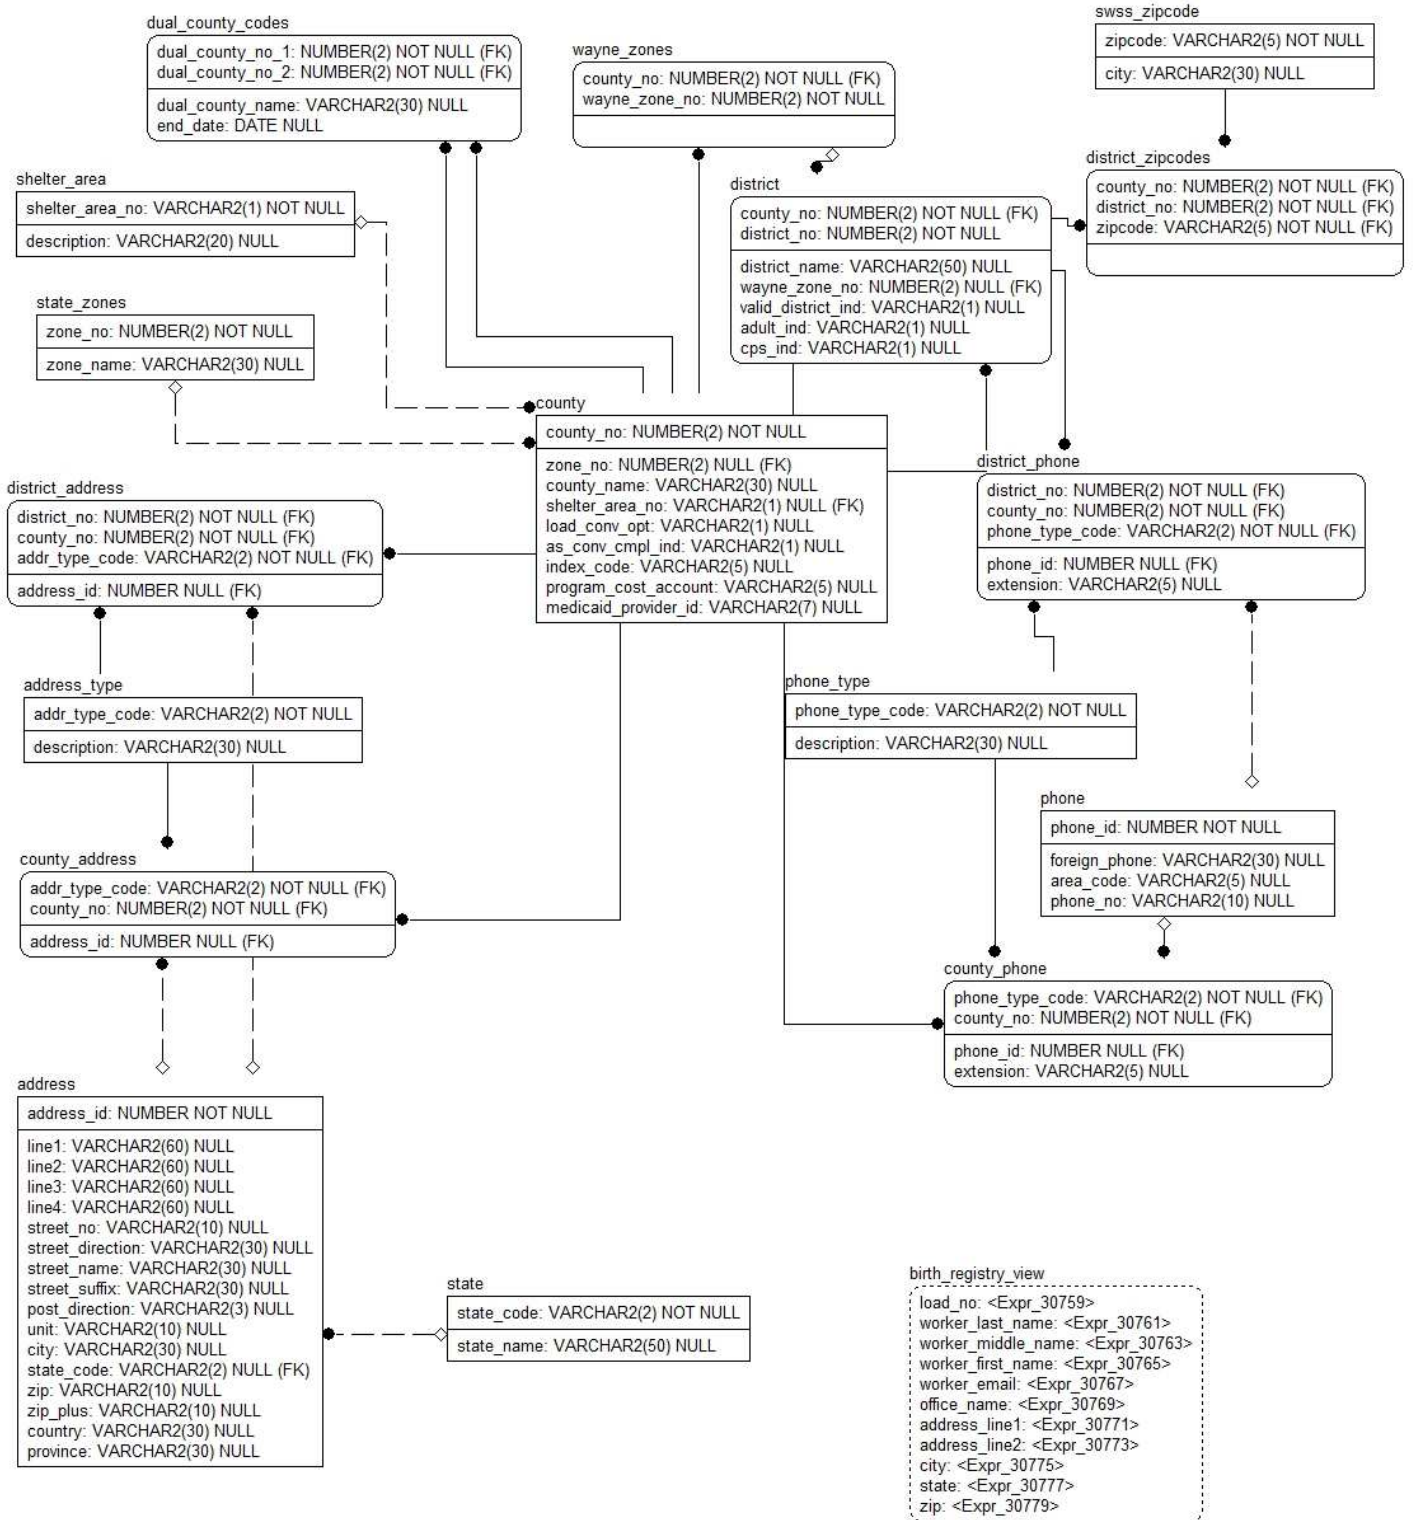 dual_county_codes
dual_county_no_1: NUMBER(2) NOT NULL (FK)
dual_county_no_2: NUMBER(2) NOT NULL (FK)
dual_county_name: VARCHAR2(30) NULL
end_date: DATE NULL
wayne_zones
county_no: NUMBER(2) NOT NULL (FK)
wayne_zone_no: NUMBER(2) NOT NULL
swss_zipcode
zipcode: VARCHAR2(5) NOT NULL
city: VARCHAR2(30) NULL
shelter_area
shelter_area_no: VARCHAR2(1) NOT NULL
description: VARCHAR2(20) NULL
district
county_no: NUMBER(2) NOT NULL (FK)
district_no: NUMBER(2) NOT NULL
district_name: VARCHAR2(50) NULL
wayne_zone_no: NUMBER(2) NULL (FK)
valid_district_ind: VARCHAR2(1) NULL
adult_ind: VARCHAR2(1) NULL
cps_ind: VARCHAR2(1) NULL
district_zipcodes
county_no: NUMBER(2) NOT NULL (FK)
district_no: NUMBER(2) NOT NULL (FK)
zipcode: VARCHAR2(5) NOT NULL (FK)
state_zones
zone_no: NUMBER(2) NOT NULL
zone_name: VARCHAR2(30) NULL
county
county_no: NUMBER(2) NOT NULL
zone_no: NUMBER(2) NULL (FK)
county_name: VARCHAR2(30) NULL
shelter_area_no: VARCHAR2(1) NULL (FK)
load_conv_opt: VARCHAR2(1) NULL
as_conv_cmpl_ind: VARCHAR2(1) NULL
index_code: VARCHAR2(5) NULL
program_cost_account: VARCHAR2(5) NULL
medicaid_provider_id: VARCHAR2(7) NULL
district_address
district_no: NUMBER(2) NOT NULL (FK)
county_no: NUMBER(2) NOT NULL (FK)
addr_type_code: VARCHAR2(2) NOT NULL (FK)
address_id: NUMBER NULL (FK)
district_phone
district_no: NUMBER(2) NOT NULL (FK)
county_no: NUMBER(2) NOT NULL (FK)
phone_type_code: VARCHAR2(2) NOT NULL (FK)
phone_id: NUMBER NULL (FK)
extension: VARCHAR2(5) NULL
address_type
addr_type_code: VARCHAR2(2) NOT NULL
description: VARCHAR2(30) NULL
phone_type
phone_type_code: VARCHAR2(2) NOT NULL
description: VARCHAR2(30) NULL
phone
phone_id: NUMBER NOT NULL
foreign_phone: VARCHAR2(30) NULL
area_code: VARCHAR2(5) NULL
phone_no: VARCHAR2(10) NULL
county_address
addr_type_code: VARCHAR2(2) NOT NULL (FK)
county_no: NUMBER(2) NOT NULL (FK)
address_id: NUMBER NULL (FK)
county_phone
phone_type_code: VARCHAR2(2) NOT NULL (FK)
county_no: NUMBER(2) NOT NULL (FK)
phone_id: NUMBER NULL (FK)
extension: VARCHAR2(5) NULL
address
address_id: NUMBER NOT NULL
line1: VARCHAR2(60) NULL
line2: VARCHAR2(60) NULL
line3: VARCHAR2(60) NULL
line4: VARCHAR2(60) NULL
street_no: VARCHAR2(10) NULL
street_direction: VARCHAR2(30) NULL
street_name: VARCHAR2(30) NULL
street_suffix: VARCHAR2(30) NULL
post_direction: VARCHAR2(3) NULL
unit: VARCHAR2(10) NULL
city: VARCHAR2(30) NULL
state_code: VARCHAR2(2) NULL (FK)
zip: VARCHAR2(10) NULL
zip_plus: VARCHAR2(10) NULL
country: VARCHAR2(30) NULL
province: VARCHAR2(30) NULL
state
state_code: VARCHAR2(2) NOT NULL
state_name: VARCHAR2(50) NULL
birth_registry_view
load_no: <Expr_30759>
worker_last_name: <Expr_30761>
worker_middle_name: <Expr_30763>
worker_first_name: <Expr_30765>
worker_email: <Expr_30767>
office_name: <Expr_30769>
address_line1: <Expr_30771>
address_line2: <Expr_30773>
city: <Expr_30775>
state: <Expr_30777>
zip: <Expr_30779>